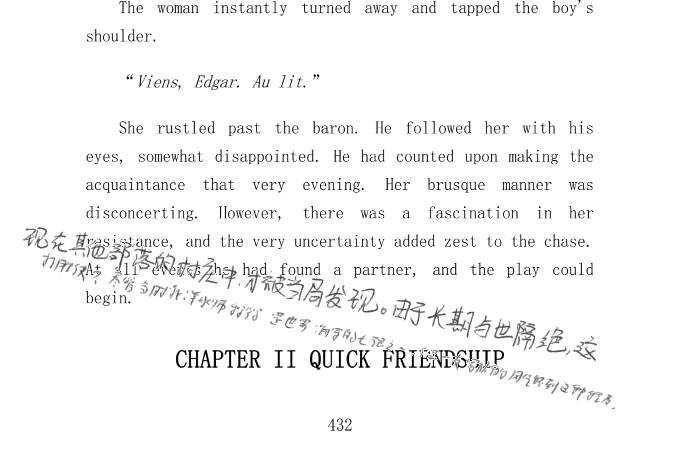 The woman instantly turned away and tapped the boy's
shoulder.
“Viens, Edgar. Au lit.”
She rustled past the baron. He followed her with his
eyes, somewhat disappointed. He had counted upon making the
acquaintance that very evening. Her brusque manner was
disconcerting. However, there was a fascination in her
resistance, and the very uncertainty added zest to the chase.
At all events he had found a partner, and the play could
begin.
现在其他部落的村庄中,才被当局发现。由于长期与世隔绝,这
CHAPTER II QUICK FRIENDSHIP
432